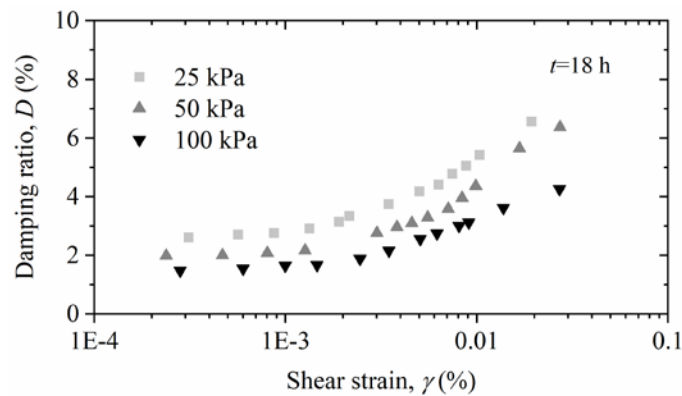 10
8
6
4
2
0
Damping ratio, D (%)
25 kPa
50 kPa
100 kPa
t=18 h
1E-4
1E-3
0.01
0.1
Shear strain, γ (%)